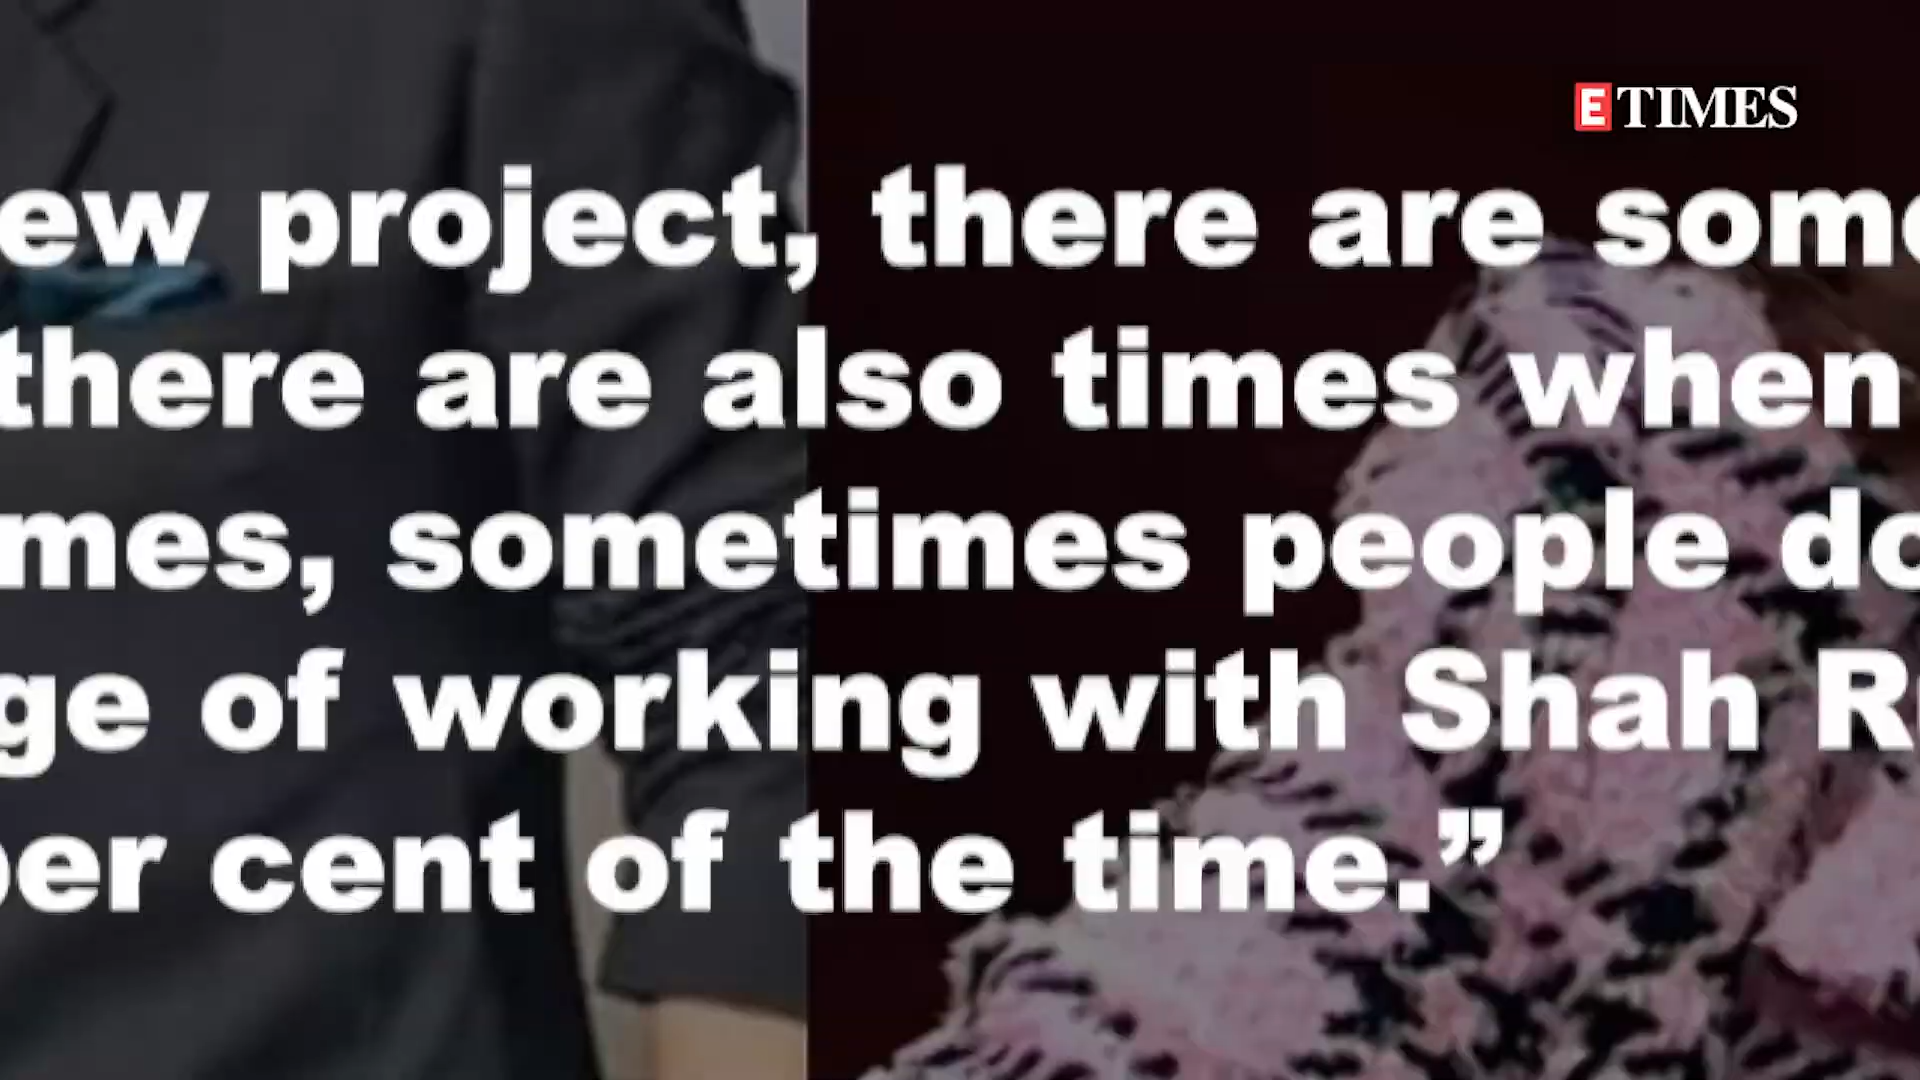 ETIMES
ew project, there are some
there are also times when
mes, sometimes people do
ge of working with Shah R
per cent of the time.”